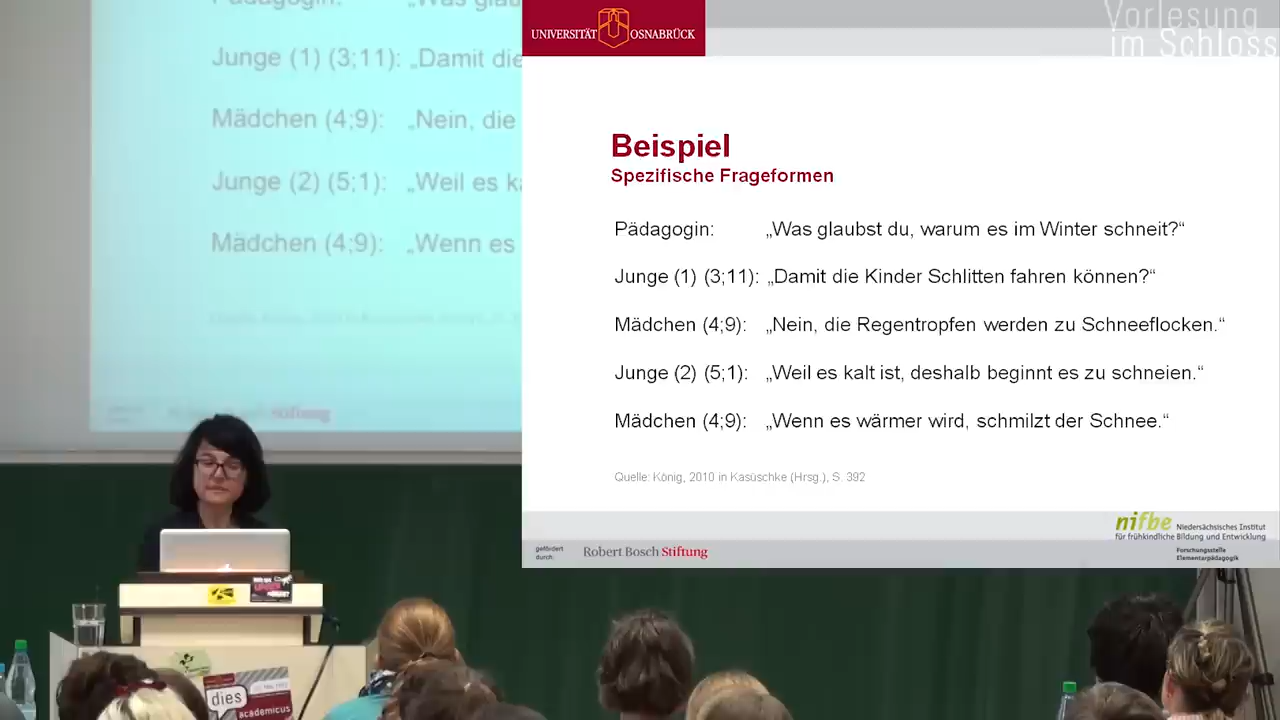 Pädagogin: „Was glau
Junge (1) (3;11): „Damit die
Mädchen (4;9): „Nein, die
Junge (2) (5;1): „Weil es ka
Mädchen (4;9): „Wenn es
Stiftung
UNIVERSITÄT OSNABRÜCK
Vorlesung
im Schloss
Beispiel
Spezifische Frageformen
Pädagogin: „Was glaubst du, warum es im Winter schneit?“
Junge (1) (3;11): „Damit die Kinder Schlitten fahren können?“
Mädchen (4;9): „Nein, die Regentropfen werden zu Schneeflocken.“
Junge (2) (5;1): „Weil es kalt ist, deshalb beginnt es zu schneien.“
Mädchen (4;9): „Wenn es wärmer wird, schmilzt der Schnee.“
Quelle: König, 2010 in Kasüschke (Hrsg.), S. 392
gefördert
durch:
Robert Bosch Stiftung
nifbe Niedersächsisches Institut
für frühkindliche Bildung und Entwicklung
Forschungsstelle
Elementarpädagogik
dies
academicus